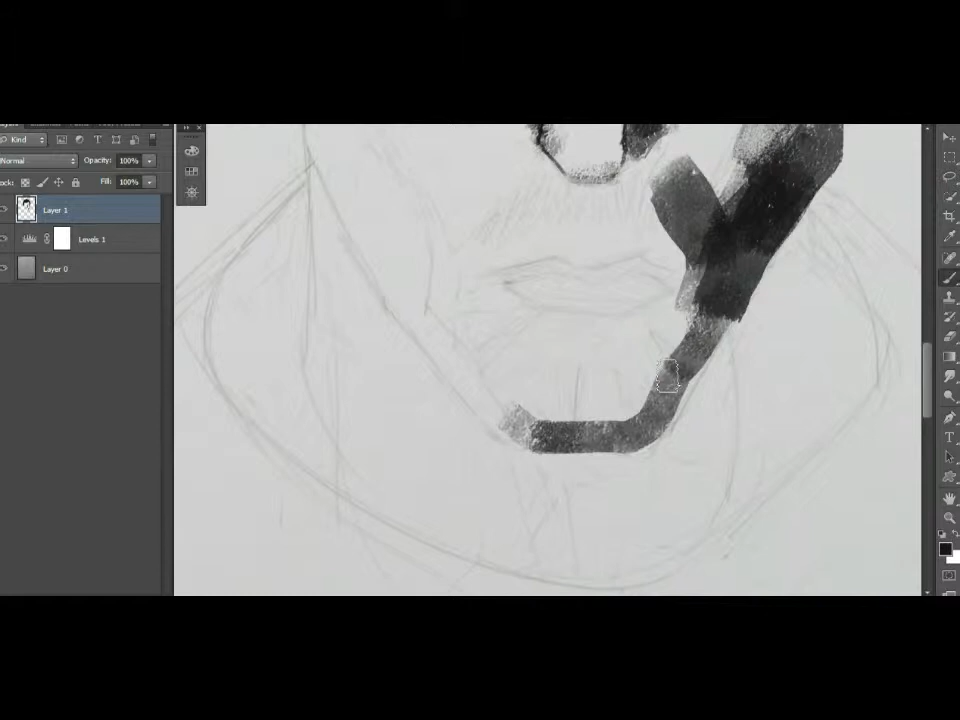 Kind
Normal
Opacity: 100%
Fill: 100%
Layer 1
Levels 1
Layer 0